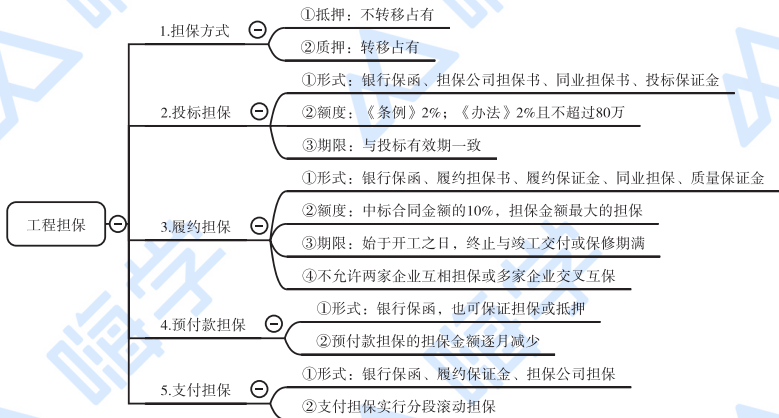 ①抵押：不转移占有
1.担保方式
②质押：转移占有
①形式：银行保函、担保公司担保书、同业担保书、投标保证金
2.投标担保
②额度：《条例》2%；《办法》2%且不超过80万
③期限：与投标有效期一致
①形式：银行保函、履约担保书、履约保证金、同业担保、质量保证金
②额度：中标合同金额的10%，担保金额最大的担保
工程担保
3.履约担保
③期限：始于开工之日，终止与竣工交付或保修期满
④不允许两家企业互相担保或多家企业交叉互保
①形式：银行保函，也可保证担保或抵押
4.预付款担保
②预付款担保的担保金额逐月减少
①形式：银行保函、履约保证金、担保公司担保
5.支付担保
②支付担保实行分段滚动担保
嗨学
嗨学